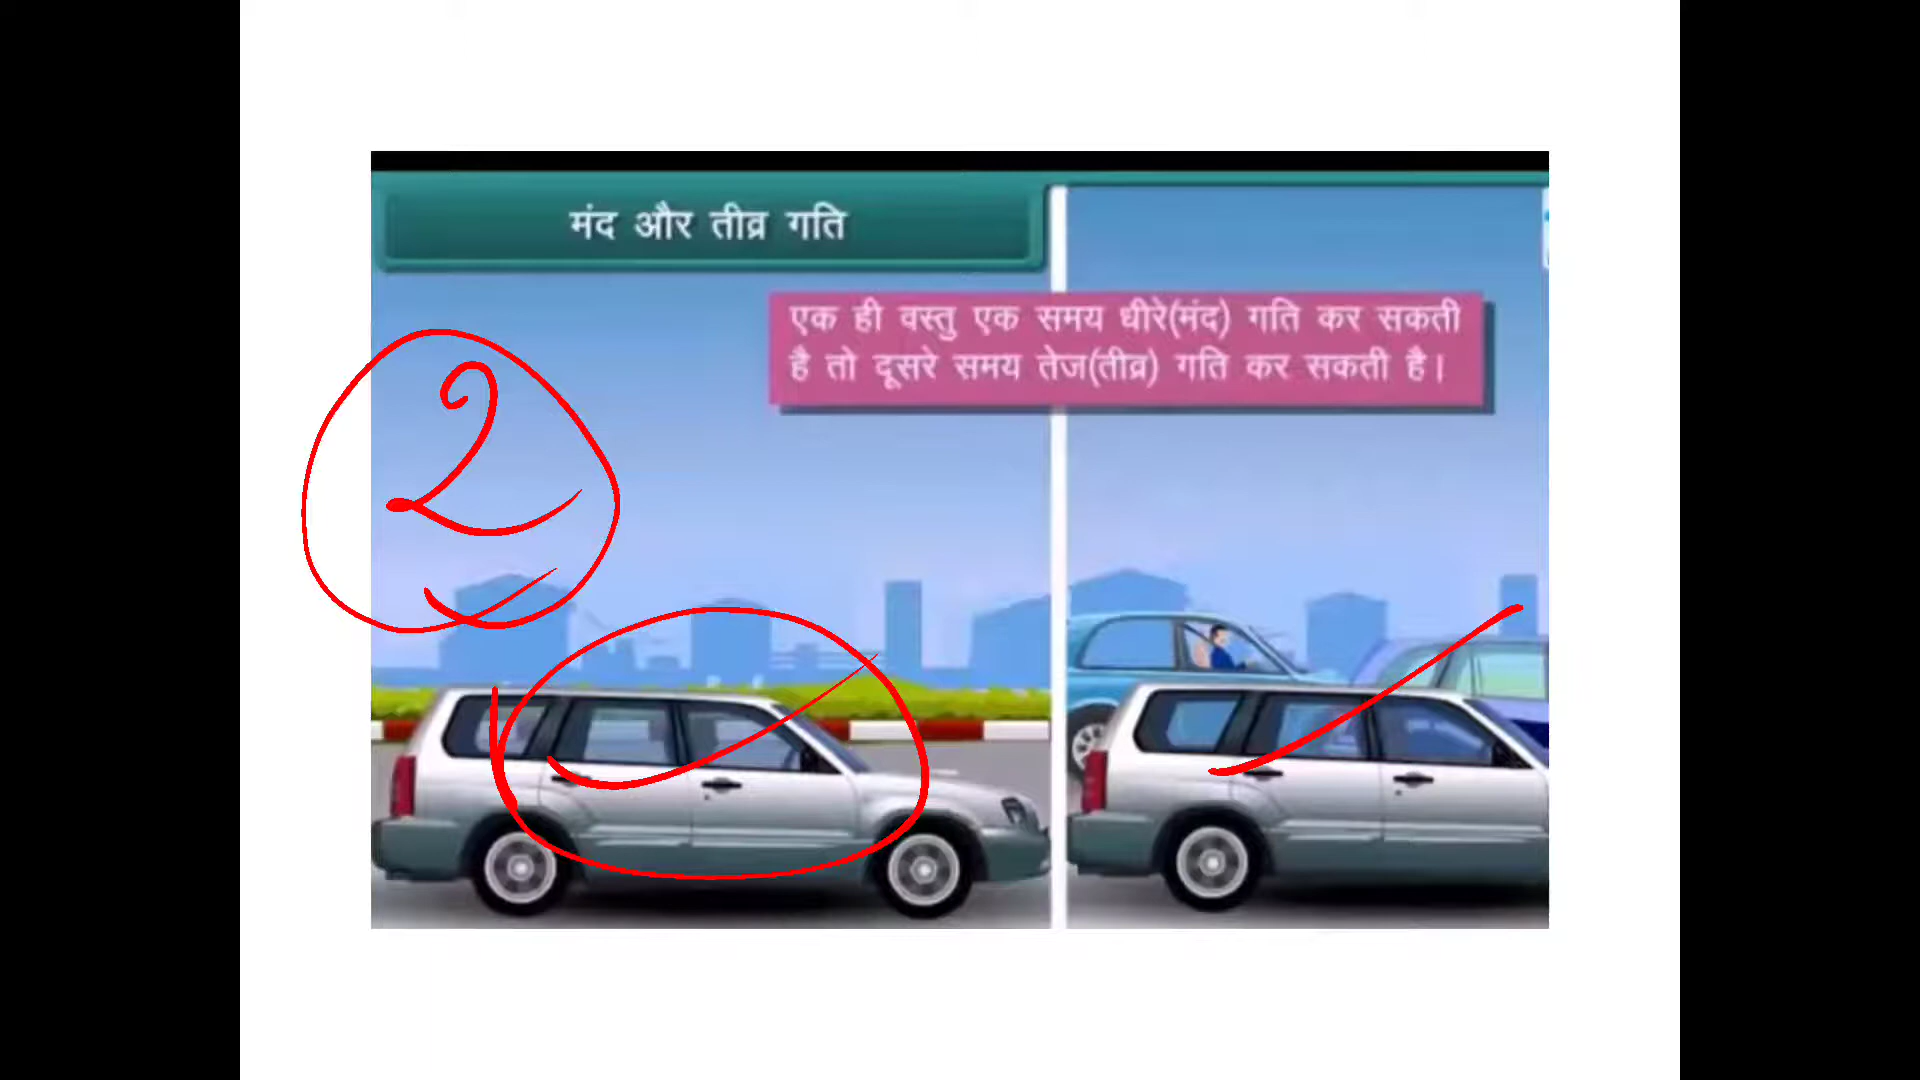 मंद और तीव्र गति
एक ही वस्तु एक समय धीरे(मंद) गति कर सकती
है तो दूसरे समय तेज(तीव्र) गति कर सकती है।
2